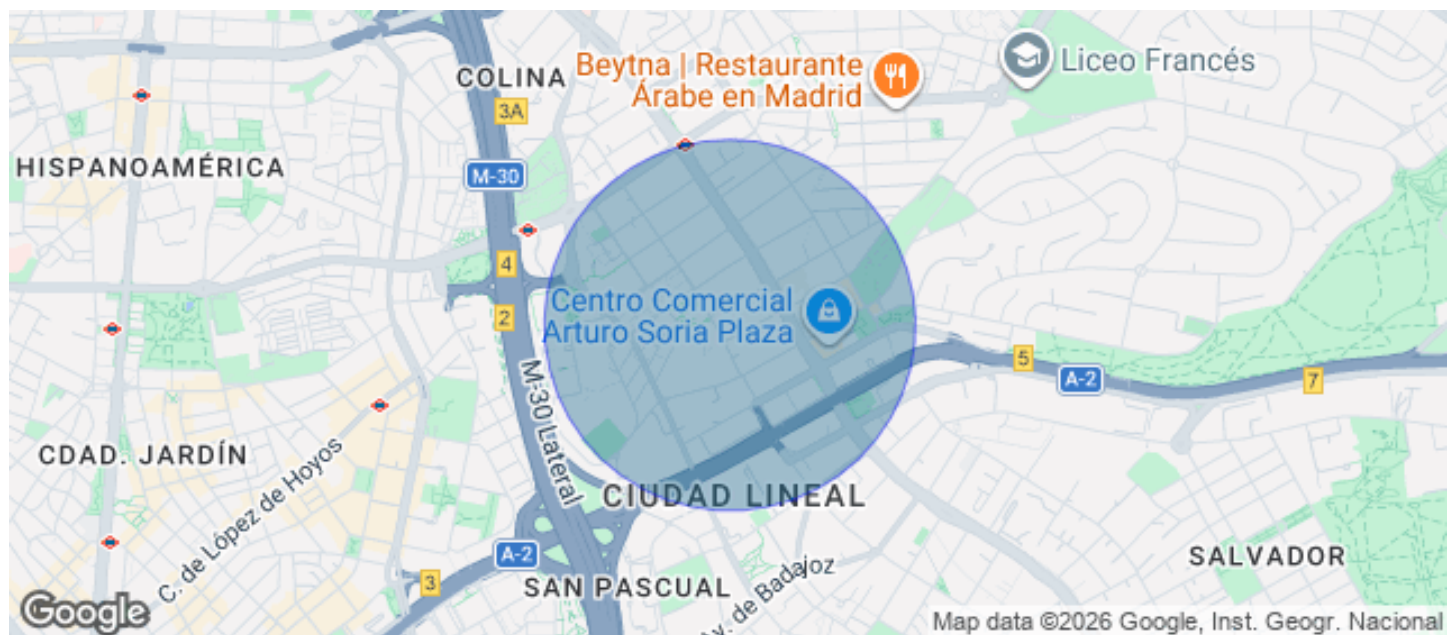 COLINA
Beytna | Restaurante
Árabe en Madrid
Liceo Francés
3A
HISPANOAMÉRICA
M-30
4
2
Centro Comercial
Arturo Soria Plaza
5
A-2
7
M-30 Lateral
CDAD. JARDÍN
C. de López de Hoyos
CIUDAD LINEAL
A-2
3
SAN PASCUAL
Av. de Badajoz
SALVADOR
Google
Map data ©2026 Google, Inst. Geogr. Nacional